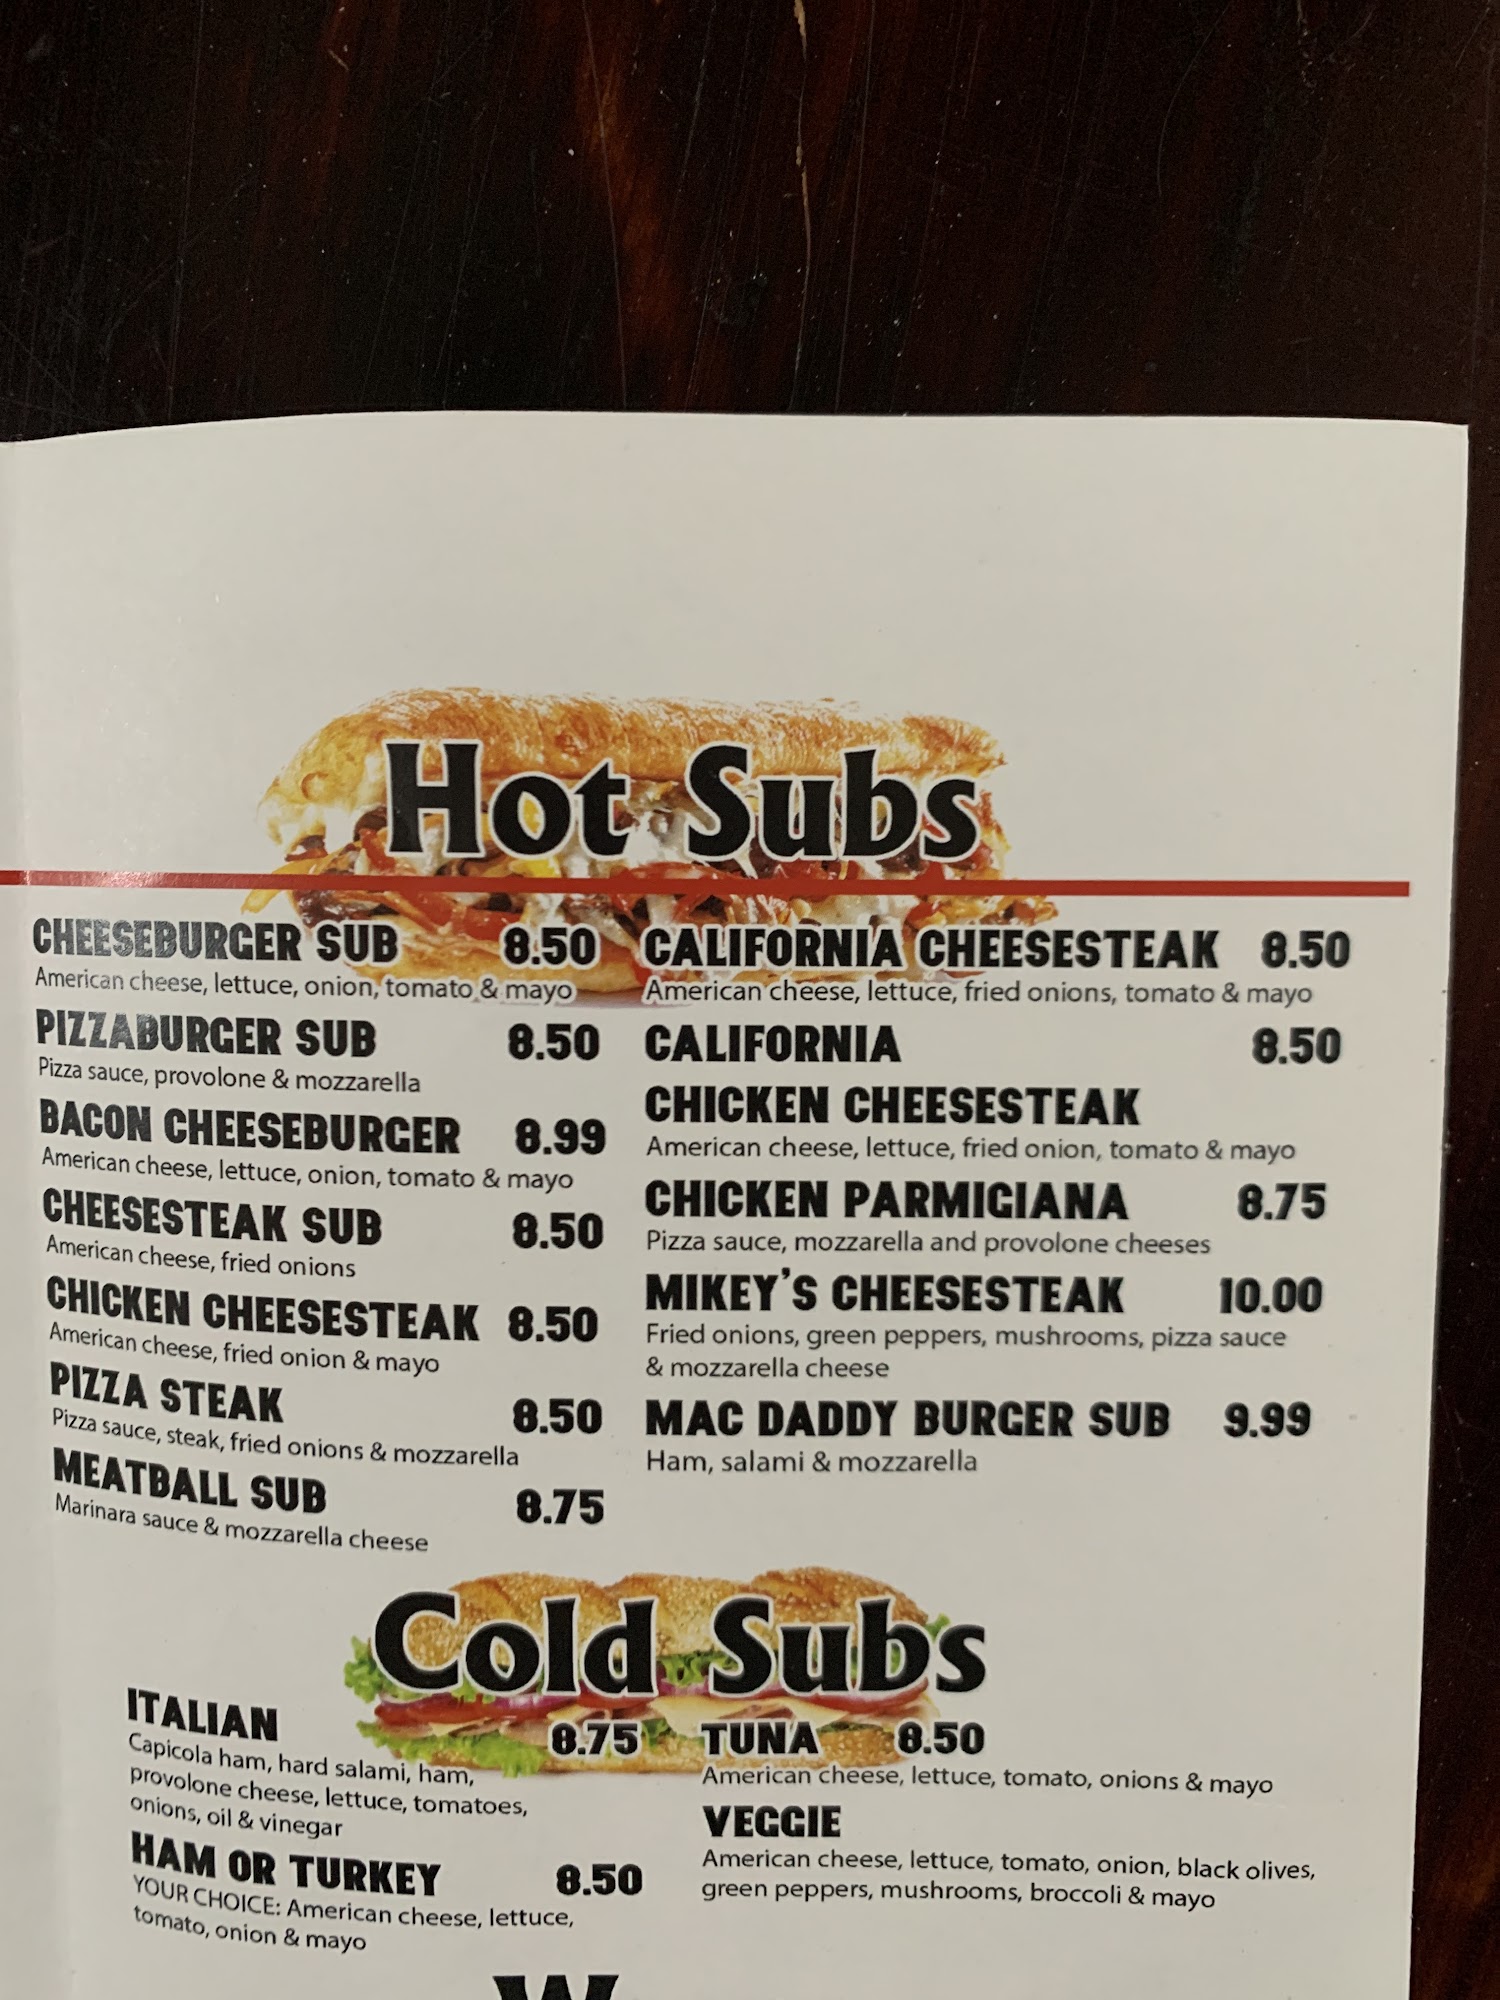 Hot Subs
CHEESEBURGER SUB 8.50
American cheese, lettuce, onion, tomato & mayo
PIZZABURGER SUB 8.50
Pizza sauce, provolone & mozzarella
BACON CHEESEBURGER 8.99
American cheese, lettuce, onion, tomato & mayo
CHEESESTEAK SUB 8.50
American cheese, fried onions
CHICKEN CHEESESTEAK 8.50
American cheese, fried onion & mayo
PIZZA STEAK 8.50
Pizza sauce, steak, fried onions & mozzarella
MEATBALL SUB 8.75
Marinara sauce & mozzarella cheese
CALIFORNIA CHEESESTEAK 8.50
American cheese, lettuce, fried onions, tomato & mayo
CALIFORNIA 8.50
CHICKEN CHEESESTEAK
American cheese, lettuce, fried onion, tomato & mayo
CHICKEN PARMIGIANA 8.75
Pizza sauce, mozzarella and provolone cheeses
MIKEY'S CHEESESTEAK 10.00
Fried onions, green peppers, mushrooms, pizza sauce
& mozzarella cheese
MAC DADDY BURGER SUB 9.99
Ham, salami & mozzarella
Cold Subs
ITALIAN 8.75
Capicola ham, hard salami, ham,
provolone cheese, lettuce, tomatoes,
onions, oil & vinegar
HAM OR TURKEY 8.50
YOUR CHOICE: American cheese, lettuce,
tomato, onion & mayo
TUNA 8.50
American cheese, lettuce, tomato, onions & mayo
VEGGIE
American cheese, lettuce, tomato, onion, black olives,
green peppers, mushrooms, broccoli & mayo